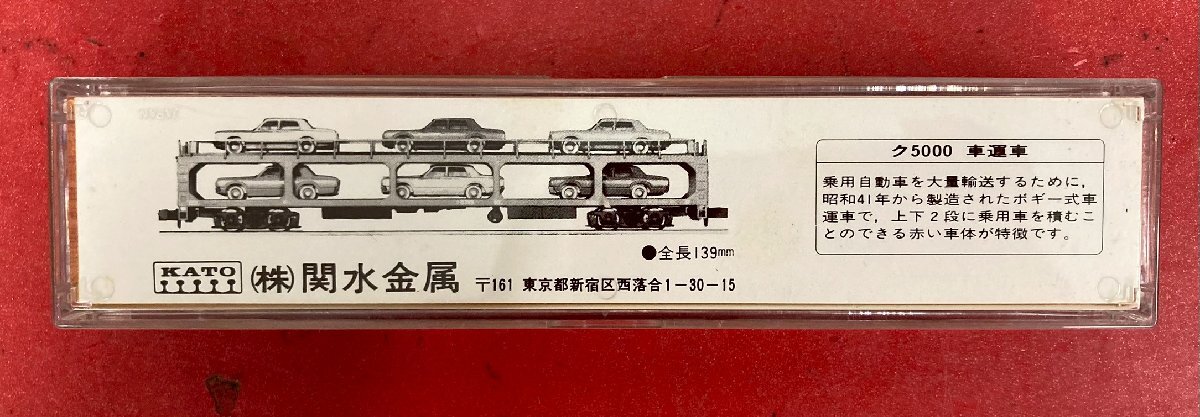 JAPAN
ク5000 車運車
乗用自動車を大量輸送するために,
昭和41年から製造されたボギー式車
運車で, 上下2段に乗用車を積むこ
とのできる赤い車体が特徴です。
●全長139mm
KATO (株)関水金属 〒161 東京都新宿区西落合1-30-15